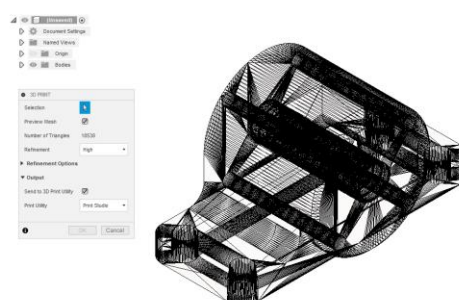 (Unsaved)
Document Settings
Named Views
Origin
Bodies
3D PRINT
Selection
Preview Mesh
Number of Triangles
Refinement High
Refinement Options
Output
Send to 3D Print Utility
Print Utility Print Studio
OK Cancel